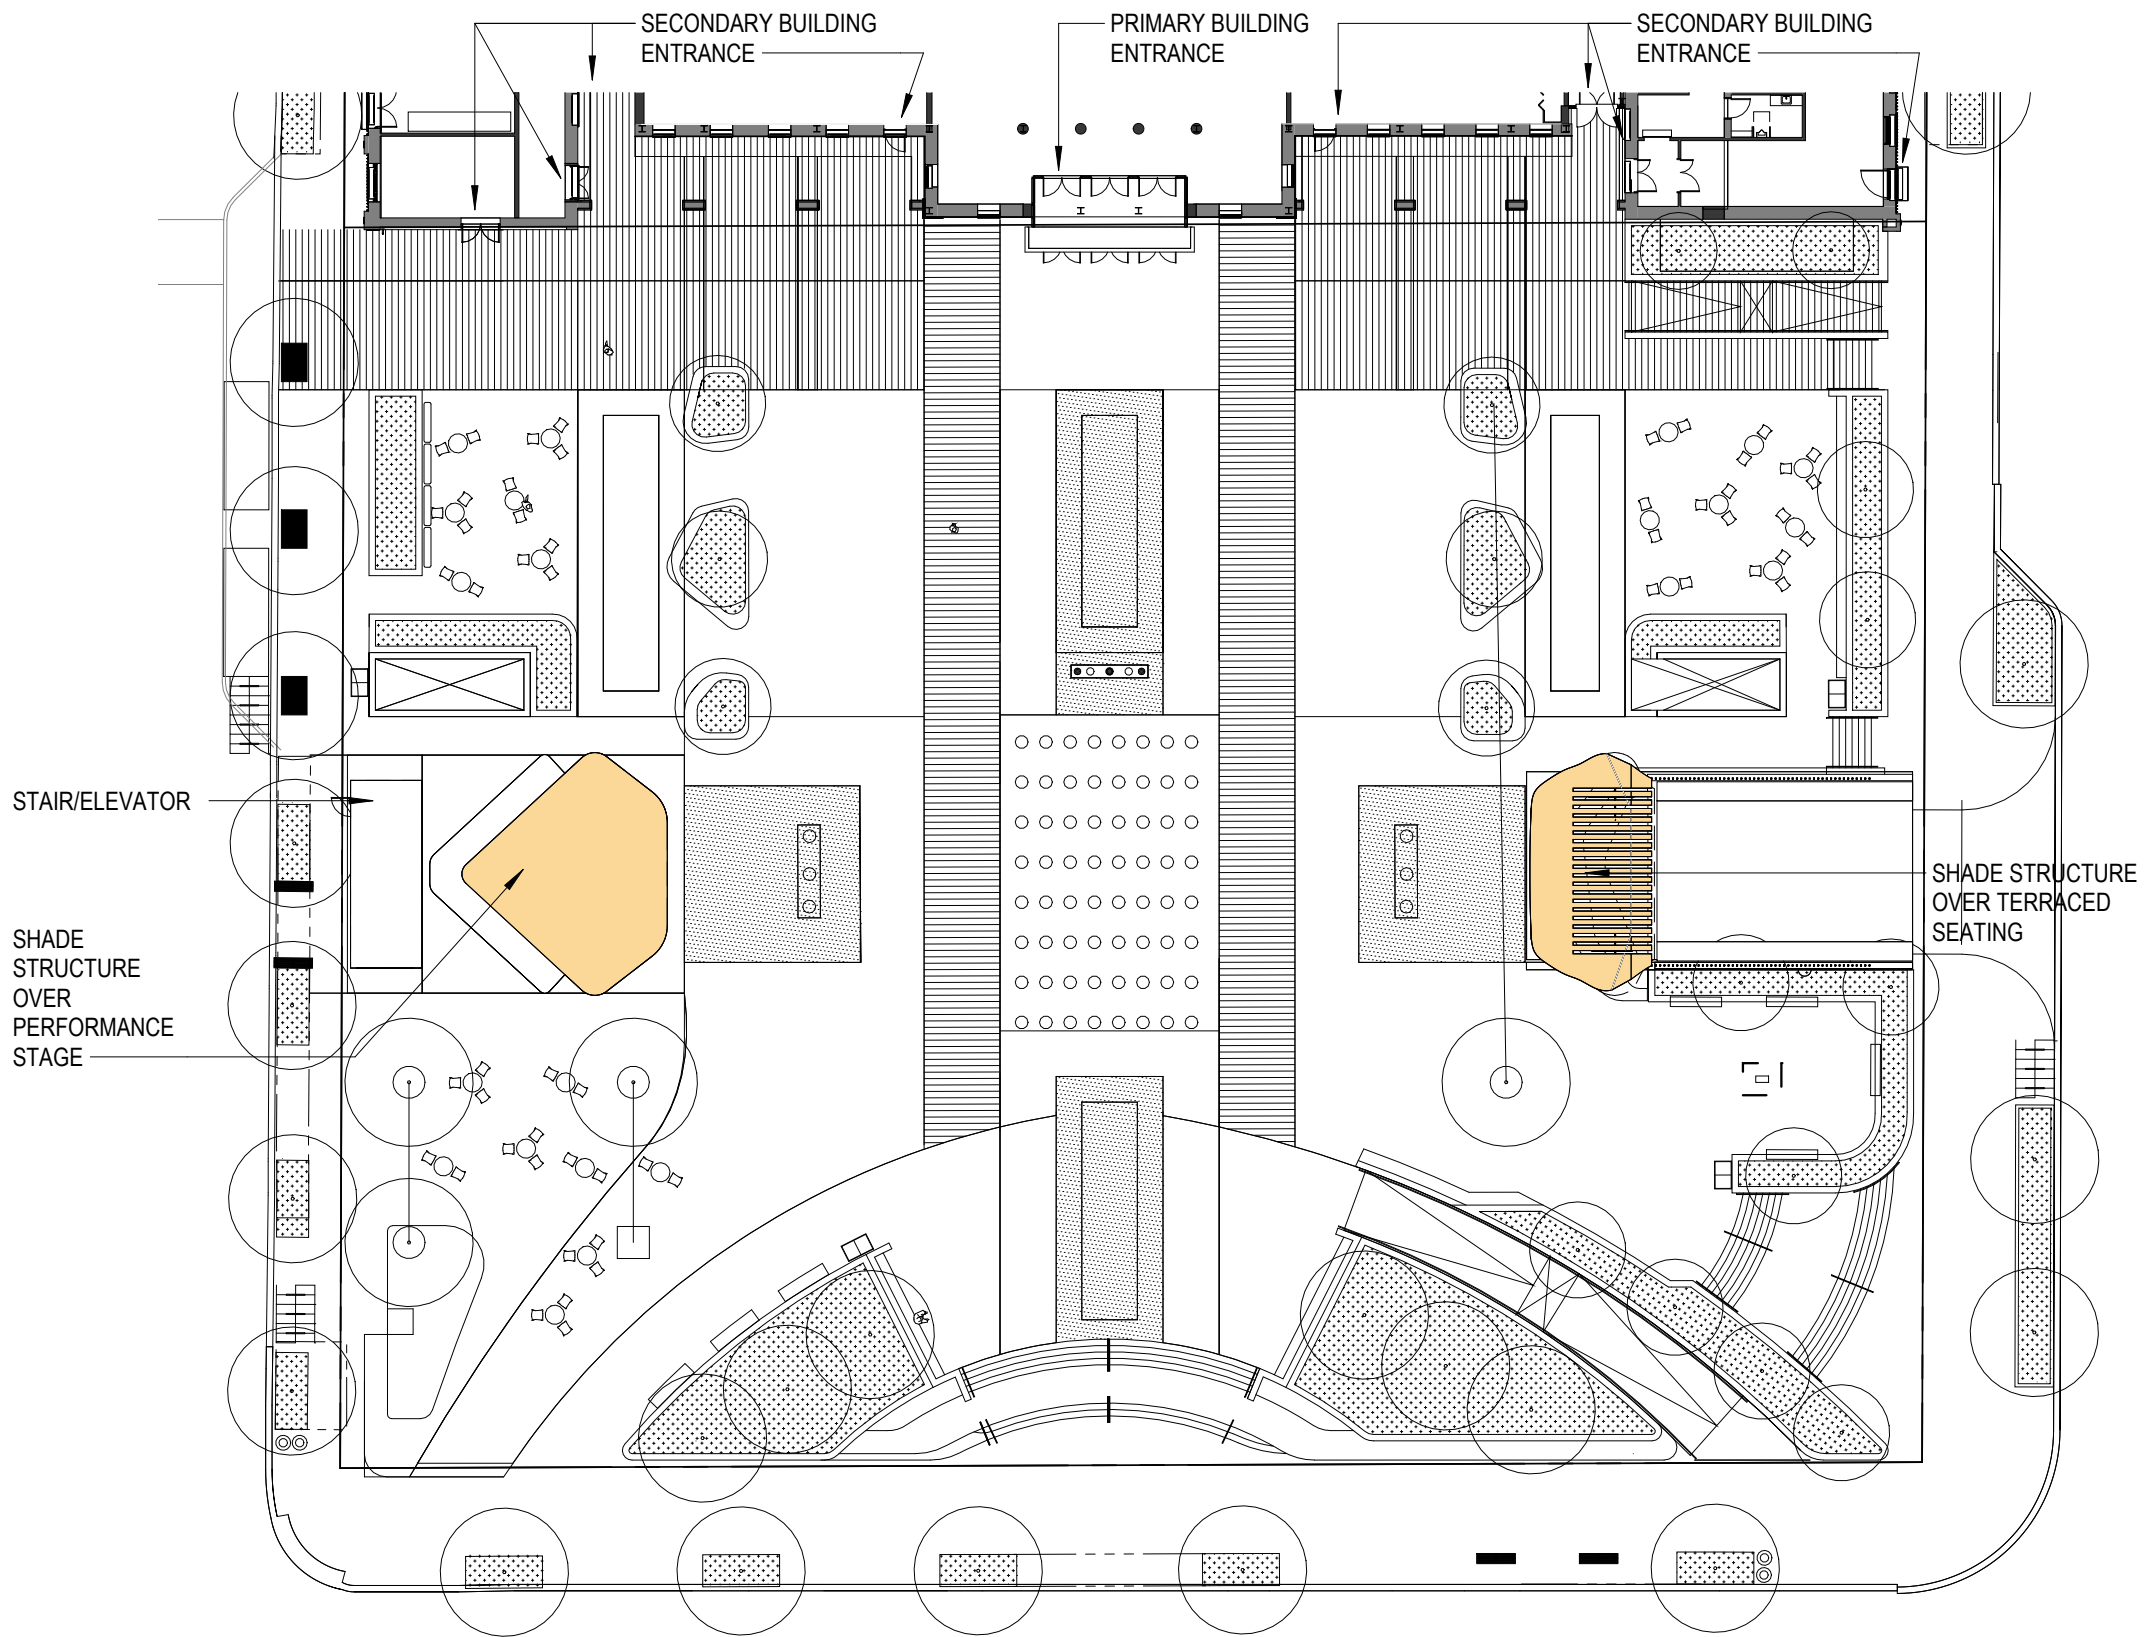 SECONDARY BUILDING
ENTRANCE
PRIMARY BUILDING
ENTRANCE
SECONDARY BUILDING
ENTRANCE
STAIR/ELEVATOR
SHADE
STRUCTURE
OVER
PERFORMANCE
STAGE
SHADE STRUCTURE
OVER TERRACED
SEATING